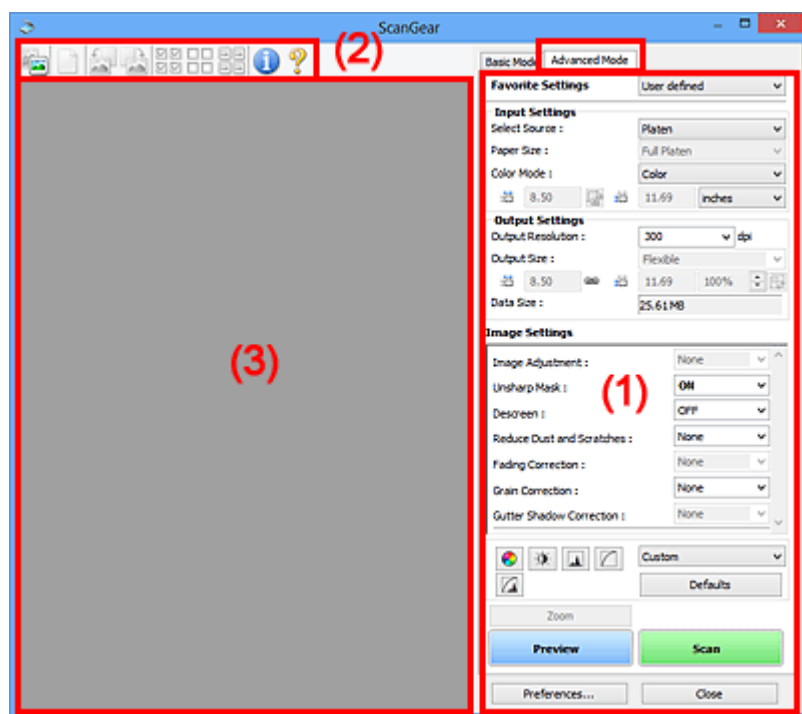 ScanGear
(2)
Basic Mode Advanced Mode
Favorite Settings User defined
Input Settings
Select Source : Platen
Paper Size : Full Platen
Color Mode : Color
8.50 11.69 inches
Output Settings
Output Resolution : 300 dpi
Output Size : Flexible
8.50 11.69 100%
Data Size : 25.61MB
Image Settings
(3)
(1)
Image Adjustment : None
Unsharp Mask : ON
Descreen : OFF
Reduce Dust and Scratches : None
Fading Correction : None
Grain Correction : None
Gutter Shadow Correction : None
Custom
Defaults
Zoom
Preview Scan
Preferences... Close